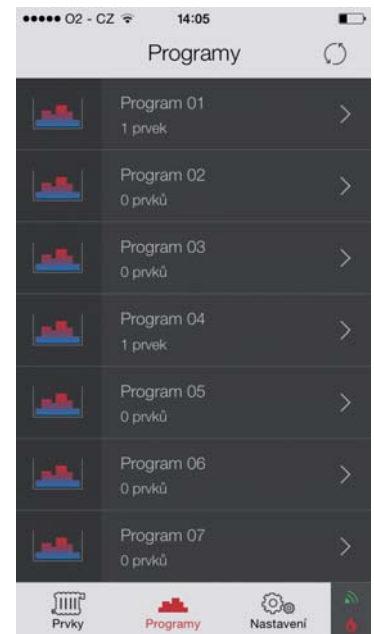 O2 - CZ 14:05
Programy
Program 01
1 prvek
Program 02
0 prvků
Program 03
0 prvků
Program 04
1 prvek
Program 05
0 prvků
Program 06
0 prvků
Program 07
0 prvků
Prvky Programy Nastavení